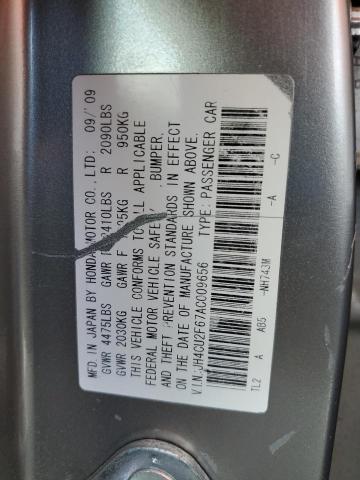 MFD. IN JAPAN BY HONDA MOTOR CO., LTD. 09/'09
GVWR 4475LBS GAWR F 2410LBS R 2090LBS
GVWR 2030KG GAWR F R 950KG
THIS VEHICLE CONFORMS TO ALL APPLICABLE
FEDERAL MOTOR VEHICLE SAFETY, BUMPER,
AND THEFT PREVENTION STANDARDS IN EFFECT
ON THE DATE OF MANUFACTURE SHOWN ABOVE.
V.I.N: JH4CU2F67AC009656 TYPE: PASSENGER CAR
-NH743M -A -C
TL2 A AB5